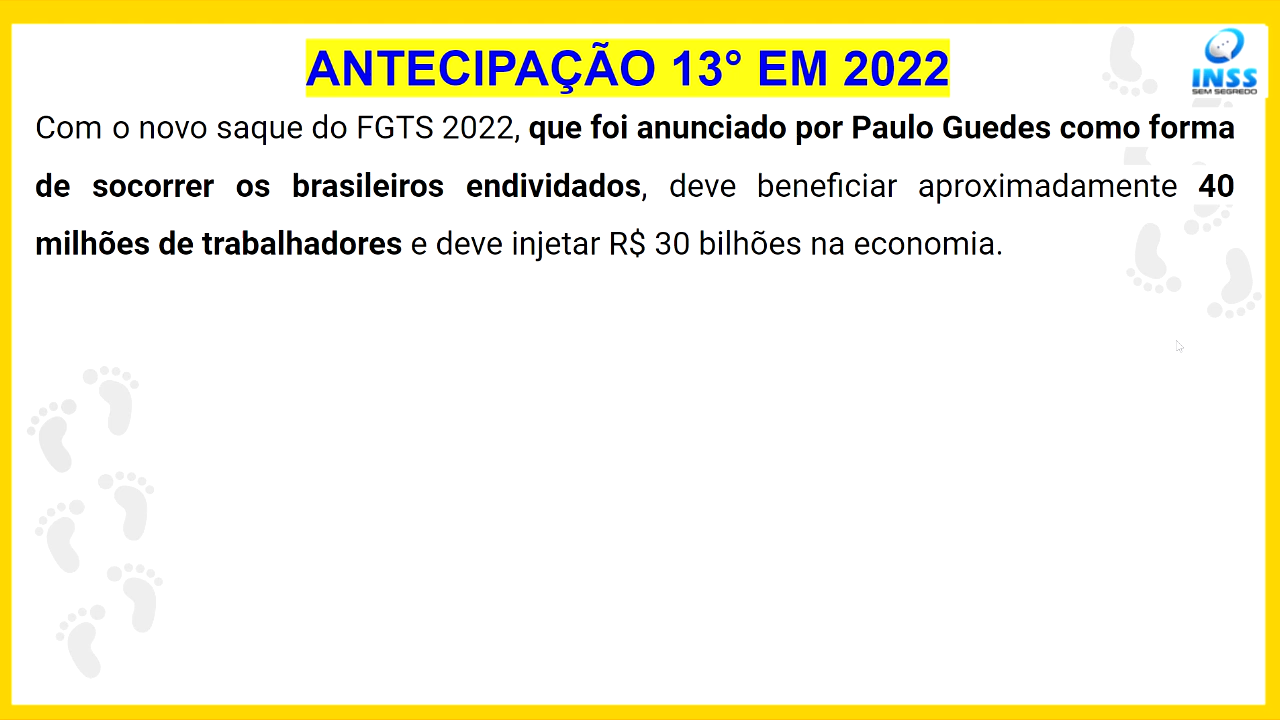 ANTECIPAÇÃO 13° EM 2022
INSS
SEM SEGREDO
Com o novo saque do FGTS 2022, que foi anunciado por Paulo Guedes como forma
de socorrer os brasileiros endividados, deve beneficiar aproximadamente 40
milhões de trabalhadores e deve injetar R$ 30 bilhões na economia.